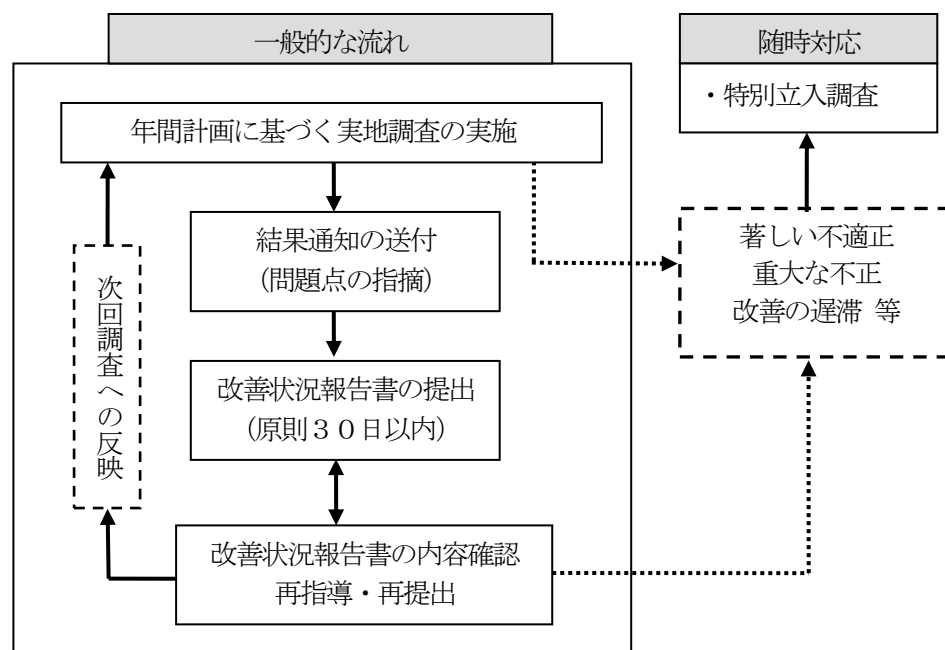 一般的な流れ
年間計画に基づく実地調査の実施
結果通知の送付
(問題点の指摘)
改善状況報告書の提出
(原則３０日以内)
改善状況報告書の内容確認
再指導・再提出
次回調査への反映
随時対応
・特別立入調査
著しい不適正
重大な不正
改善の遅滞 等